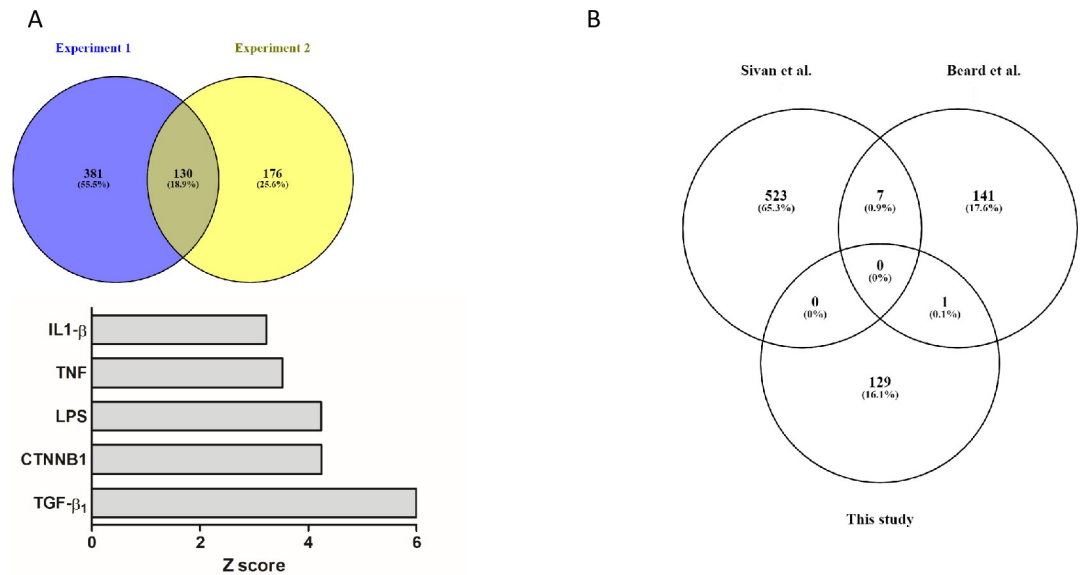 A
Experiment 1
Experiment 2
381
(55.5%)
130
(18.9%)
176
(25.6%)
IL1-β
TNF
LPS
CTNNB1
TGF-β₁
0
2
4
6
Z score
B
Sivan et al.
Beard et al.
523
(65.3%)
7
(0.9%)
141
(17.6%)
0
(0%)
0
(0%)
1
(0.1%)
129
(16.1%)
This study